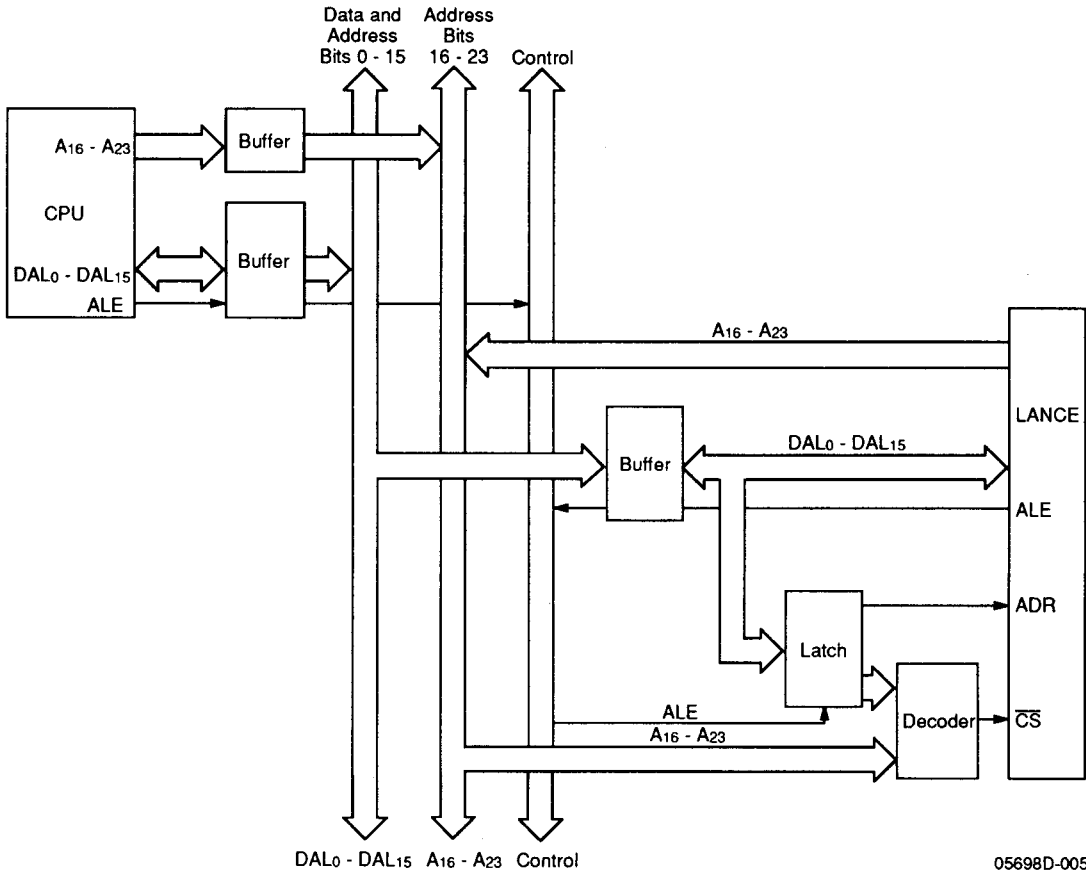 Data and
Address
Bits 0 - 15
Address
Bits
16 - 23
Control
A16 - A23
Buffer
CPU
DAL0 - DAL15
Buffer
ALE
A16 - A23
LANCE
Buffer
DAL0 - DAL15
ALE
ADR
Latch
ALE
A16 - A23
Decoder
CS
DAL0 - DAL15
A16 - A23
Control
05698D-005